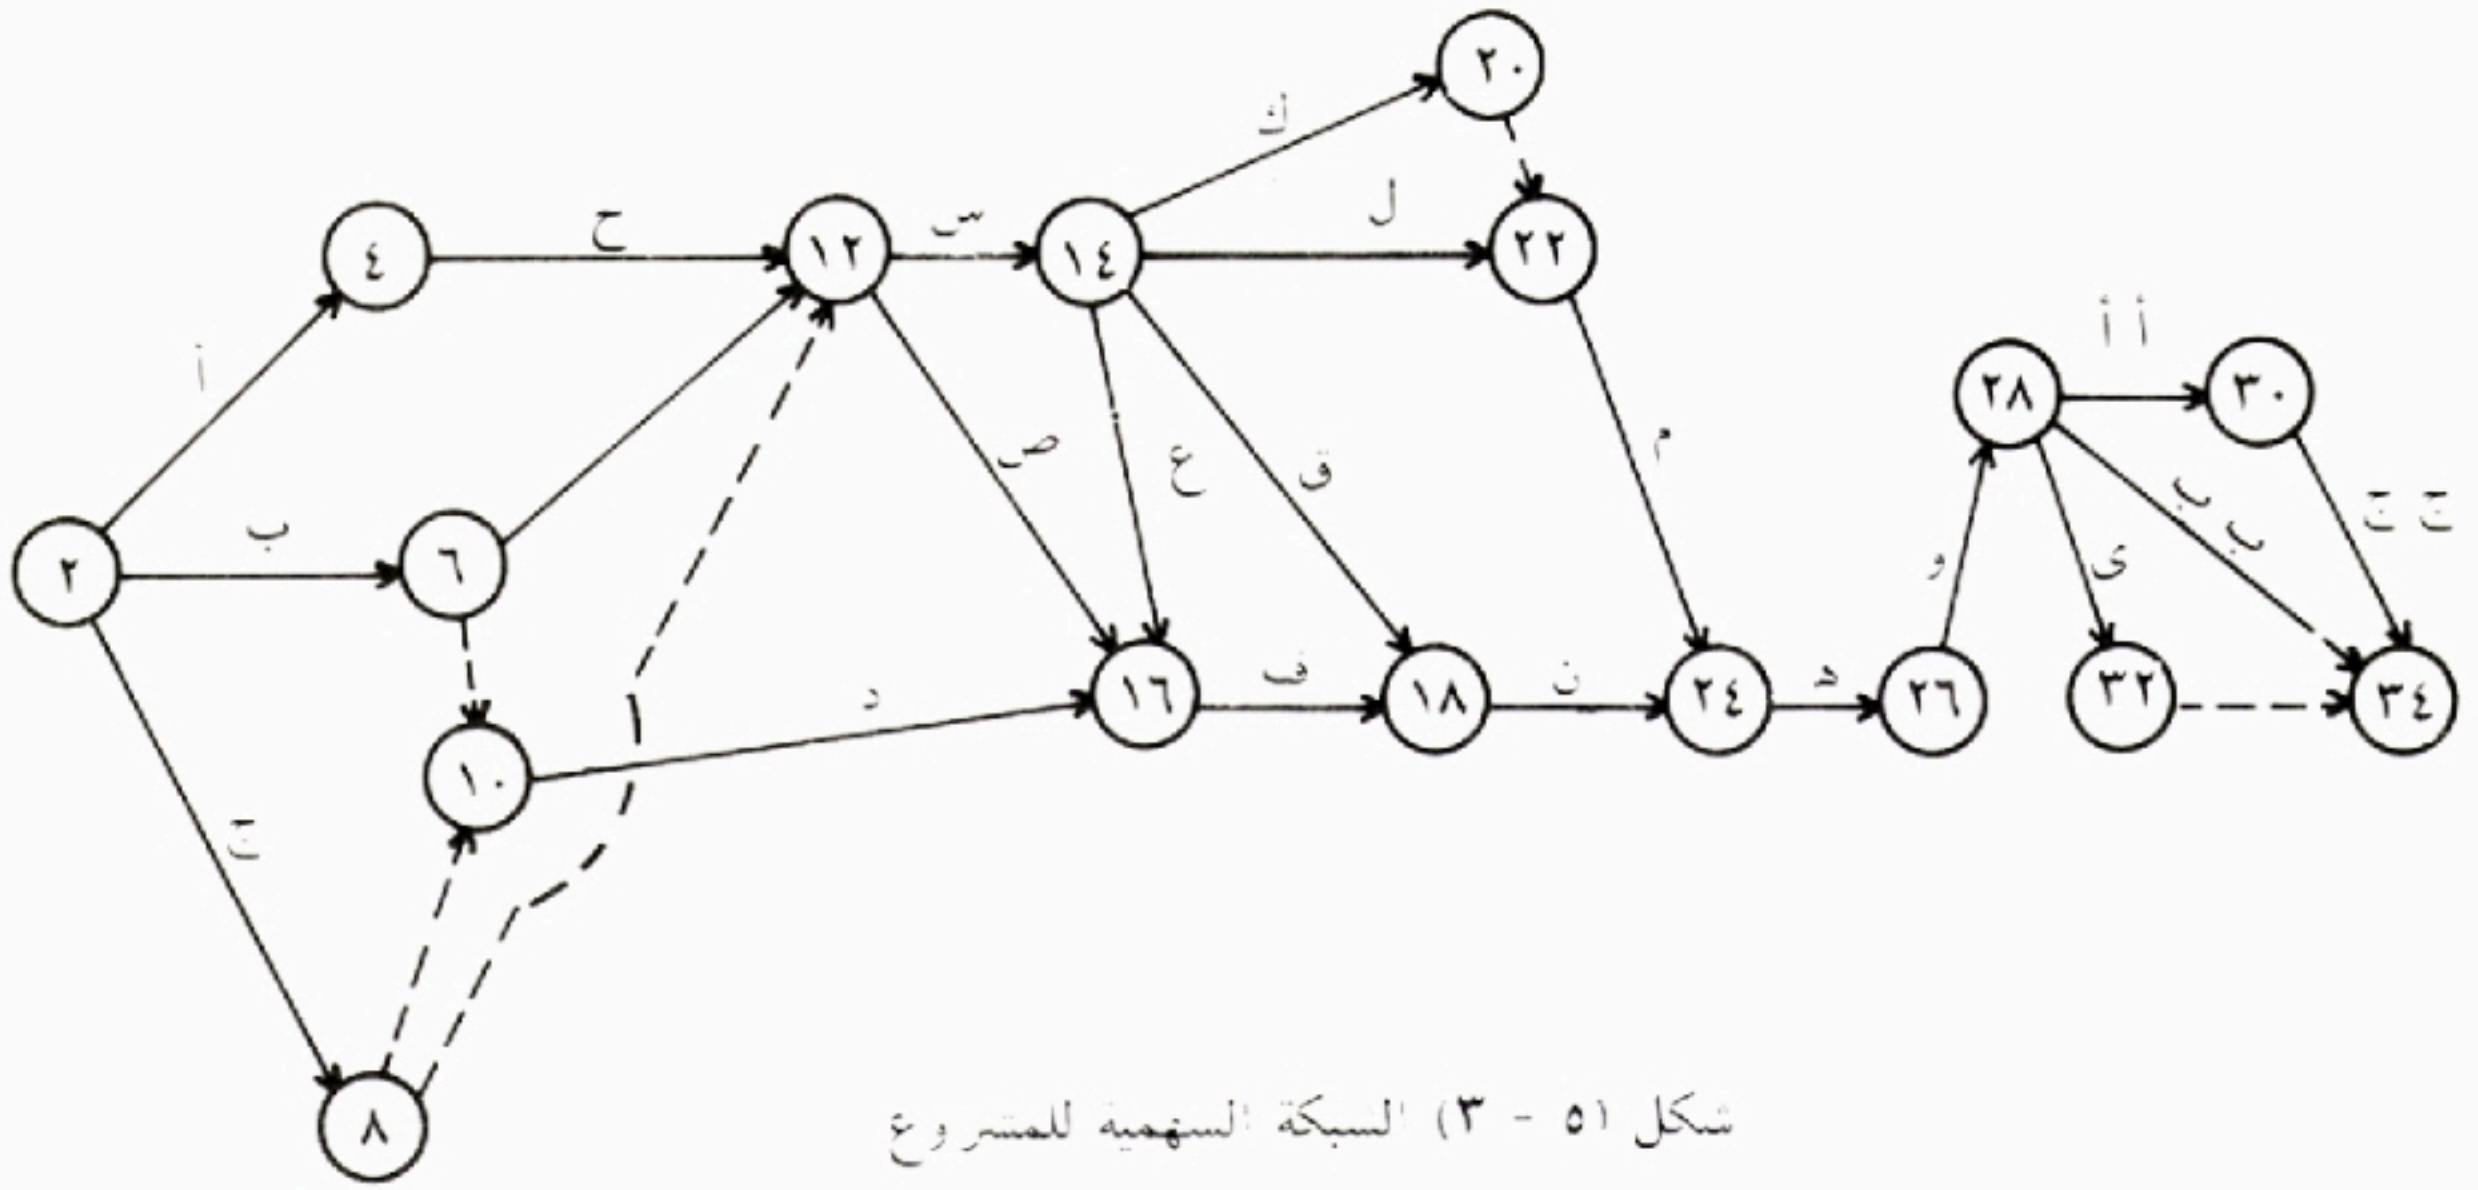 ٢٠
ك
ل
٤
ح
١٢
س
١٤
٢٢
أ
أ أ
٢٨
٣٠
م
ص
ع
ق
ب
٢
٦
و
ى
ب ب
ج ج
د
١٦
ف
١٨
ن
٢٤
هـ
٢٦
٣٢
٣٤
١٠
ج
٨
شكل (٥ - ٣) الشبكة السهمية للمشروع